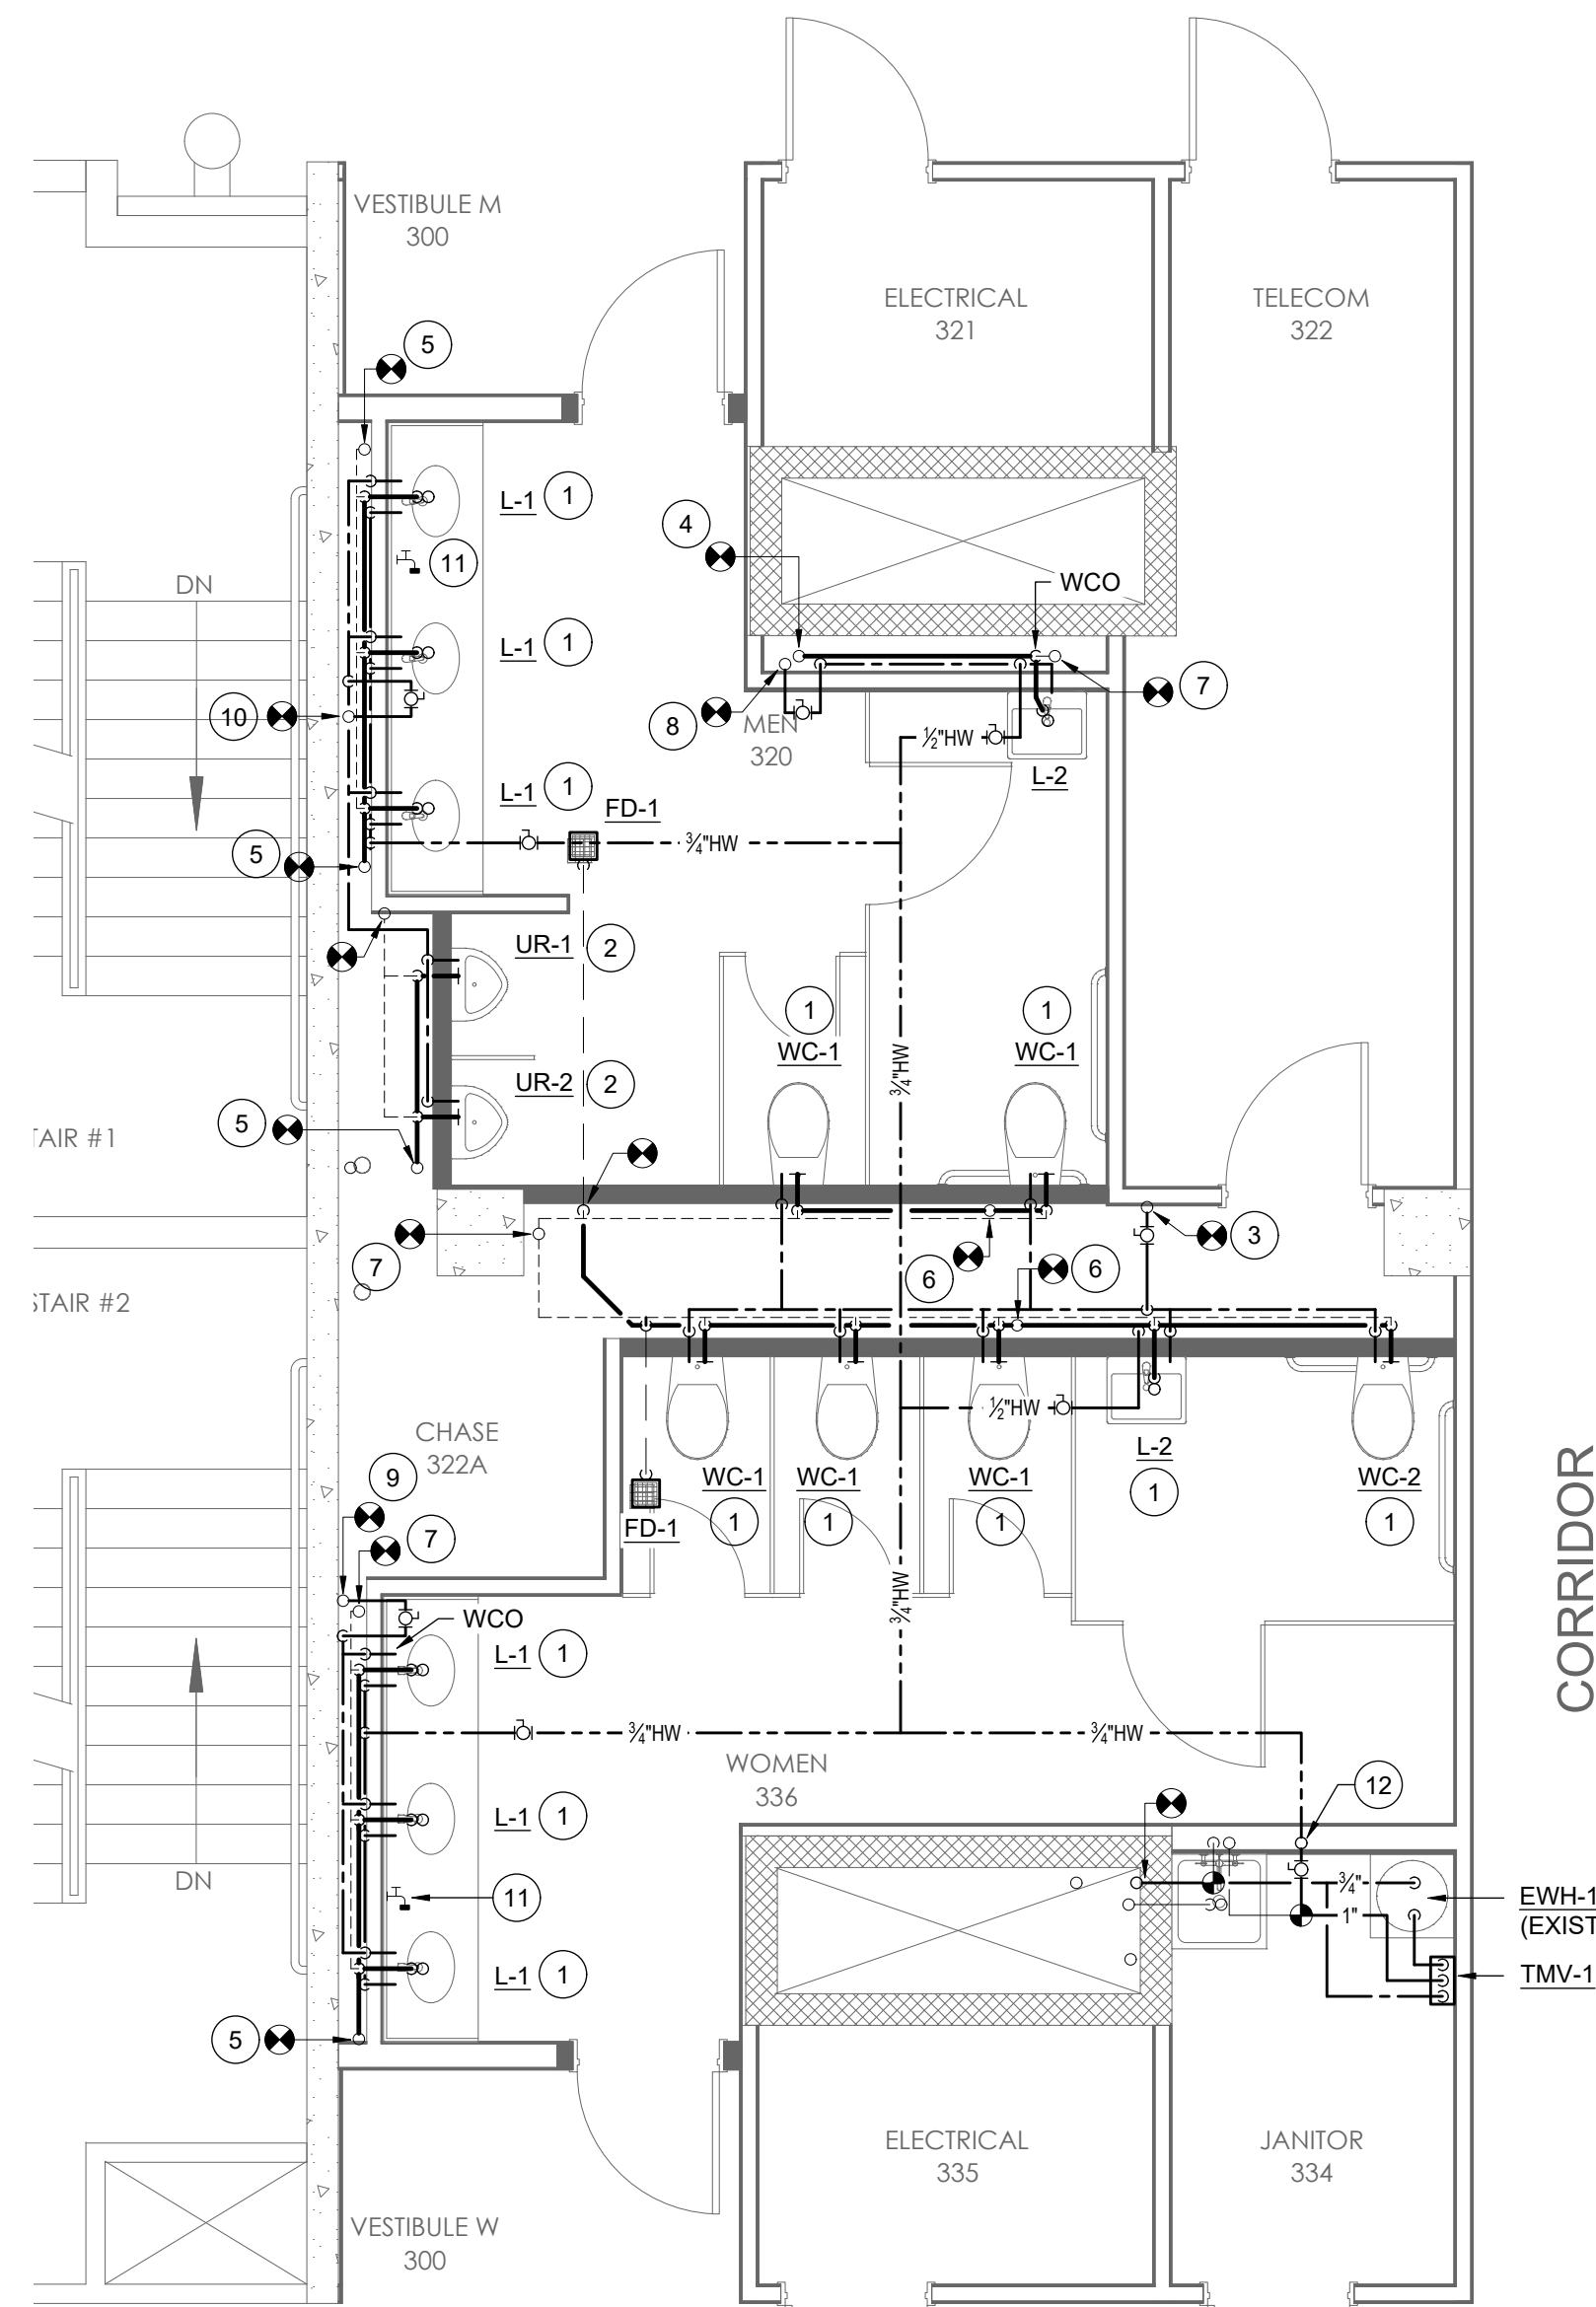 VESTIBULE M
300
ELECTRICAL
321
TELECOM
322
5
L-1 1
4
11
WCO
DN
L-1 1
7
10
8
MEN
320
½"HW
L-2
L-1 1
FD-1
¾"HW
5
UR-1 2
1
WC-1
1
WC-1
¾"HW
UR-2 2
5
TAIR #1
3
7
6
6
STAIR #2
½"HW
CHASE
322A
L-2
1
9
WC-1
1
WC-1
1
WC-1
1
WC-2
1
FD-1
7
CORRIDOR
¾"HW
WCO
L-1 1
¾"HW
¾"HW
WOMEN
336
12
L-1 1
DN
11
¾"
1"
EWH-1
(EXIST
TMV-1
L-1 1
5
ELECTRICAL
335
JANITOR
334
VESTIBULE W
300